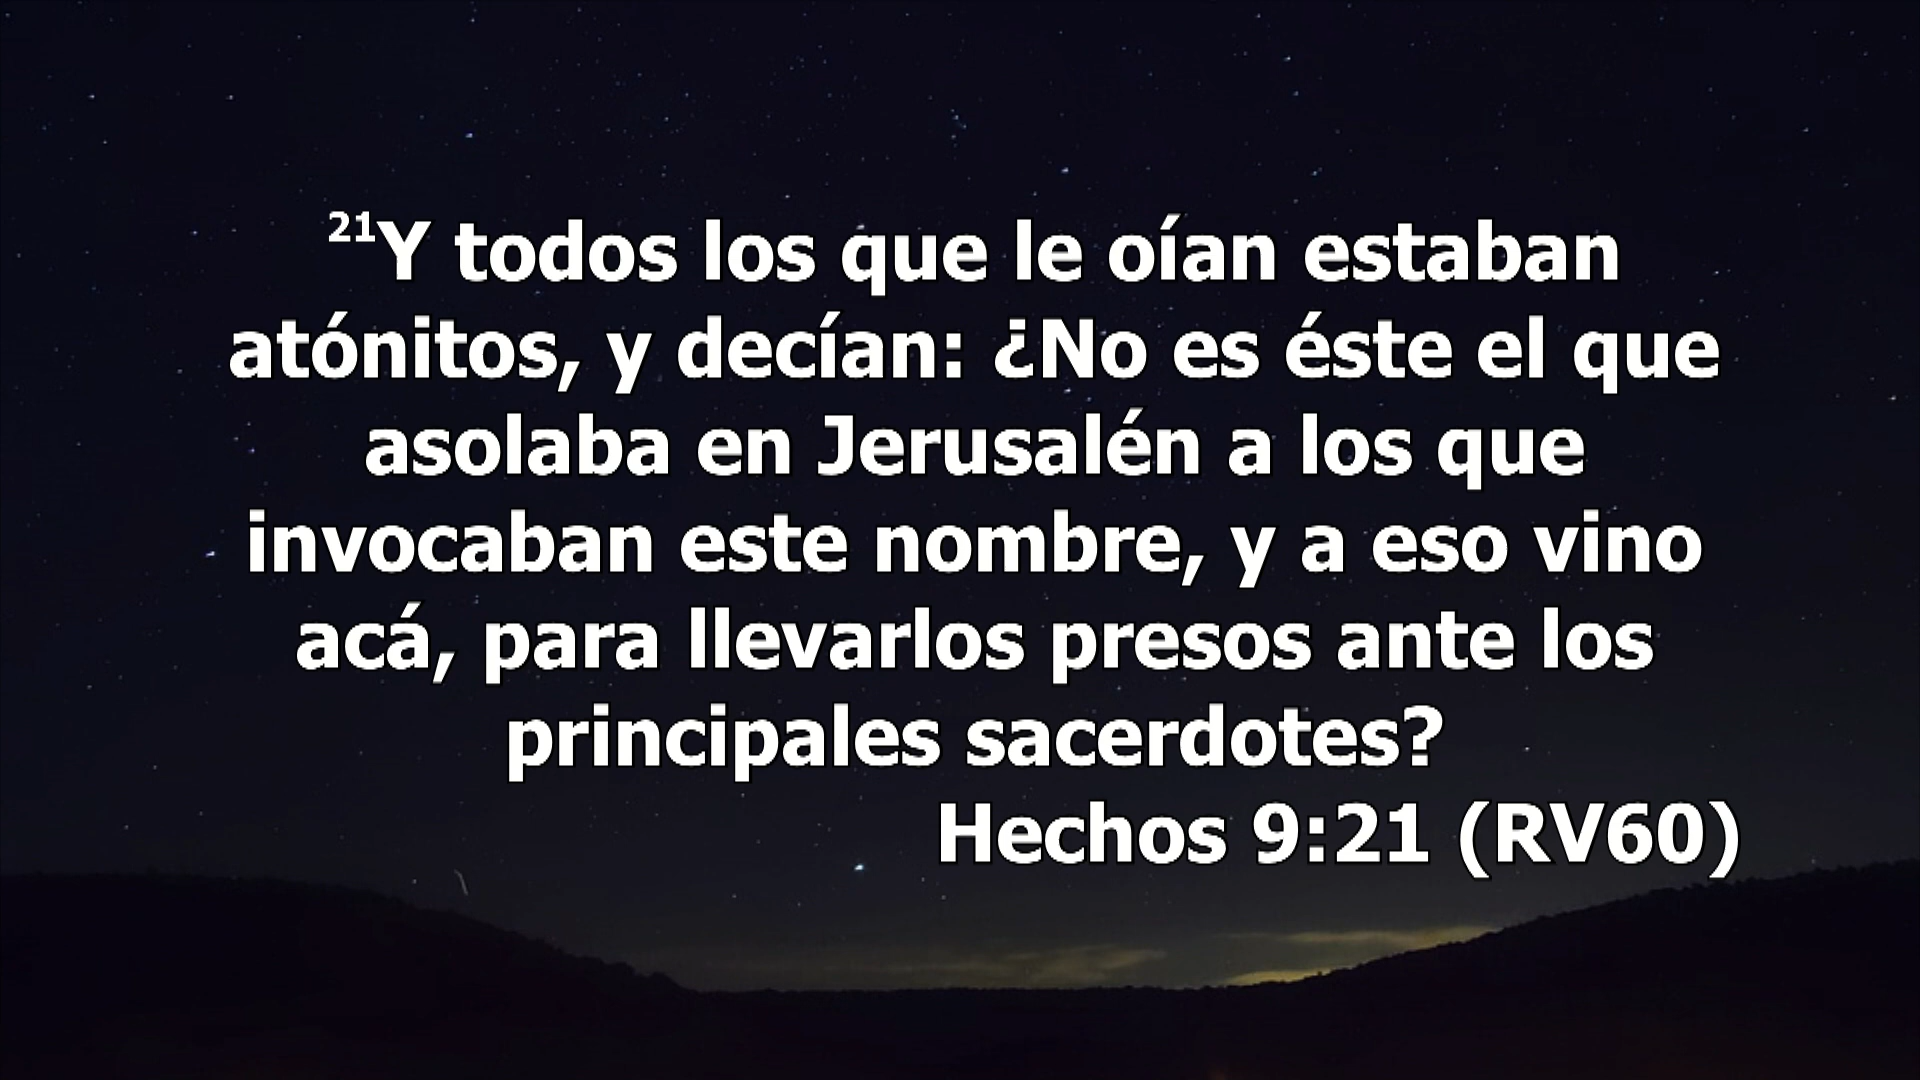 21Y todos los que le oían estaban
atónitos, y decían: ¿No es éste el que
asolaba en Jerusalén a los que
invocaban este nombre, y a eso vino
acá, para llevarlos presos ante los
principales sacerdotes?
Hechos 9:21 (RV60)